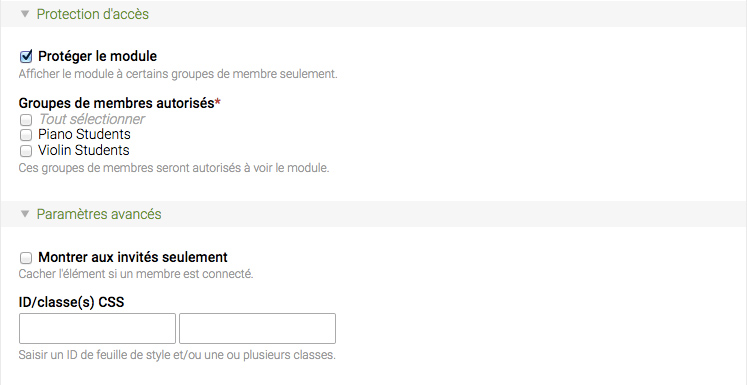 Protection d'accès
Protéger le module
Afficher le module à certains groupes de membre seulement.
Groupes de membres autorisés*
Tout sélectionner
Piano Students
Violin Students
Ces groupes de membres seront autorisés à voir le module.
Paramètres avancés
Montrer aux invités seulement
Cacher l'élément si un membre est connecté.
ID/classe(s) CSS
Saisir un ID de feuille de style et/ou une ou plusieurs classes.